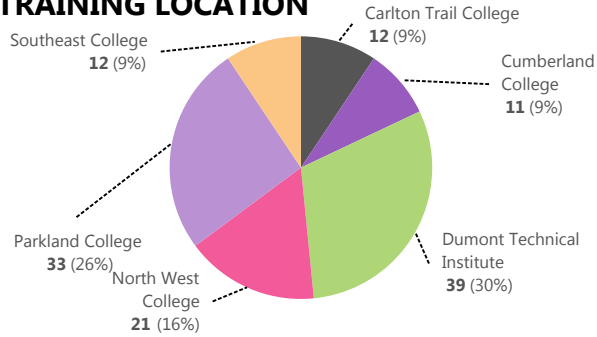 TRAINING LOCATION
Carlton Trail College
12 (9%)
Cumberland
College
11 (9%)
Dumont Technical
Institute
39 (30%)
North West
College
21 (16%)
Parkland College
33 (26%)
Southeast College
12 (9%)